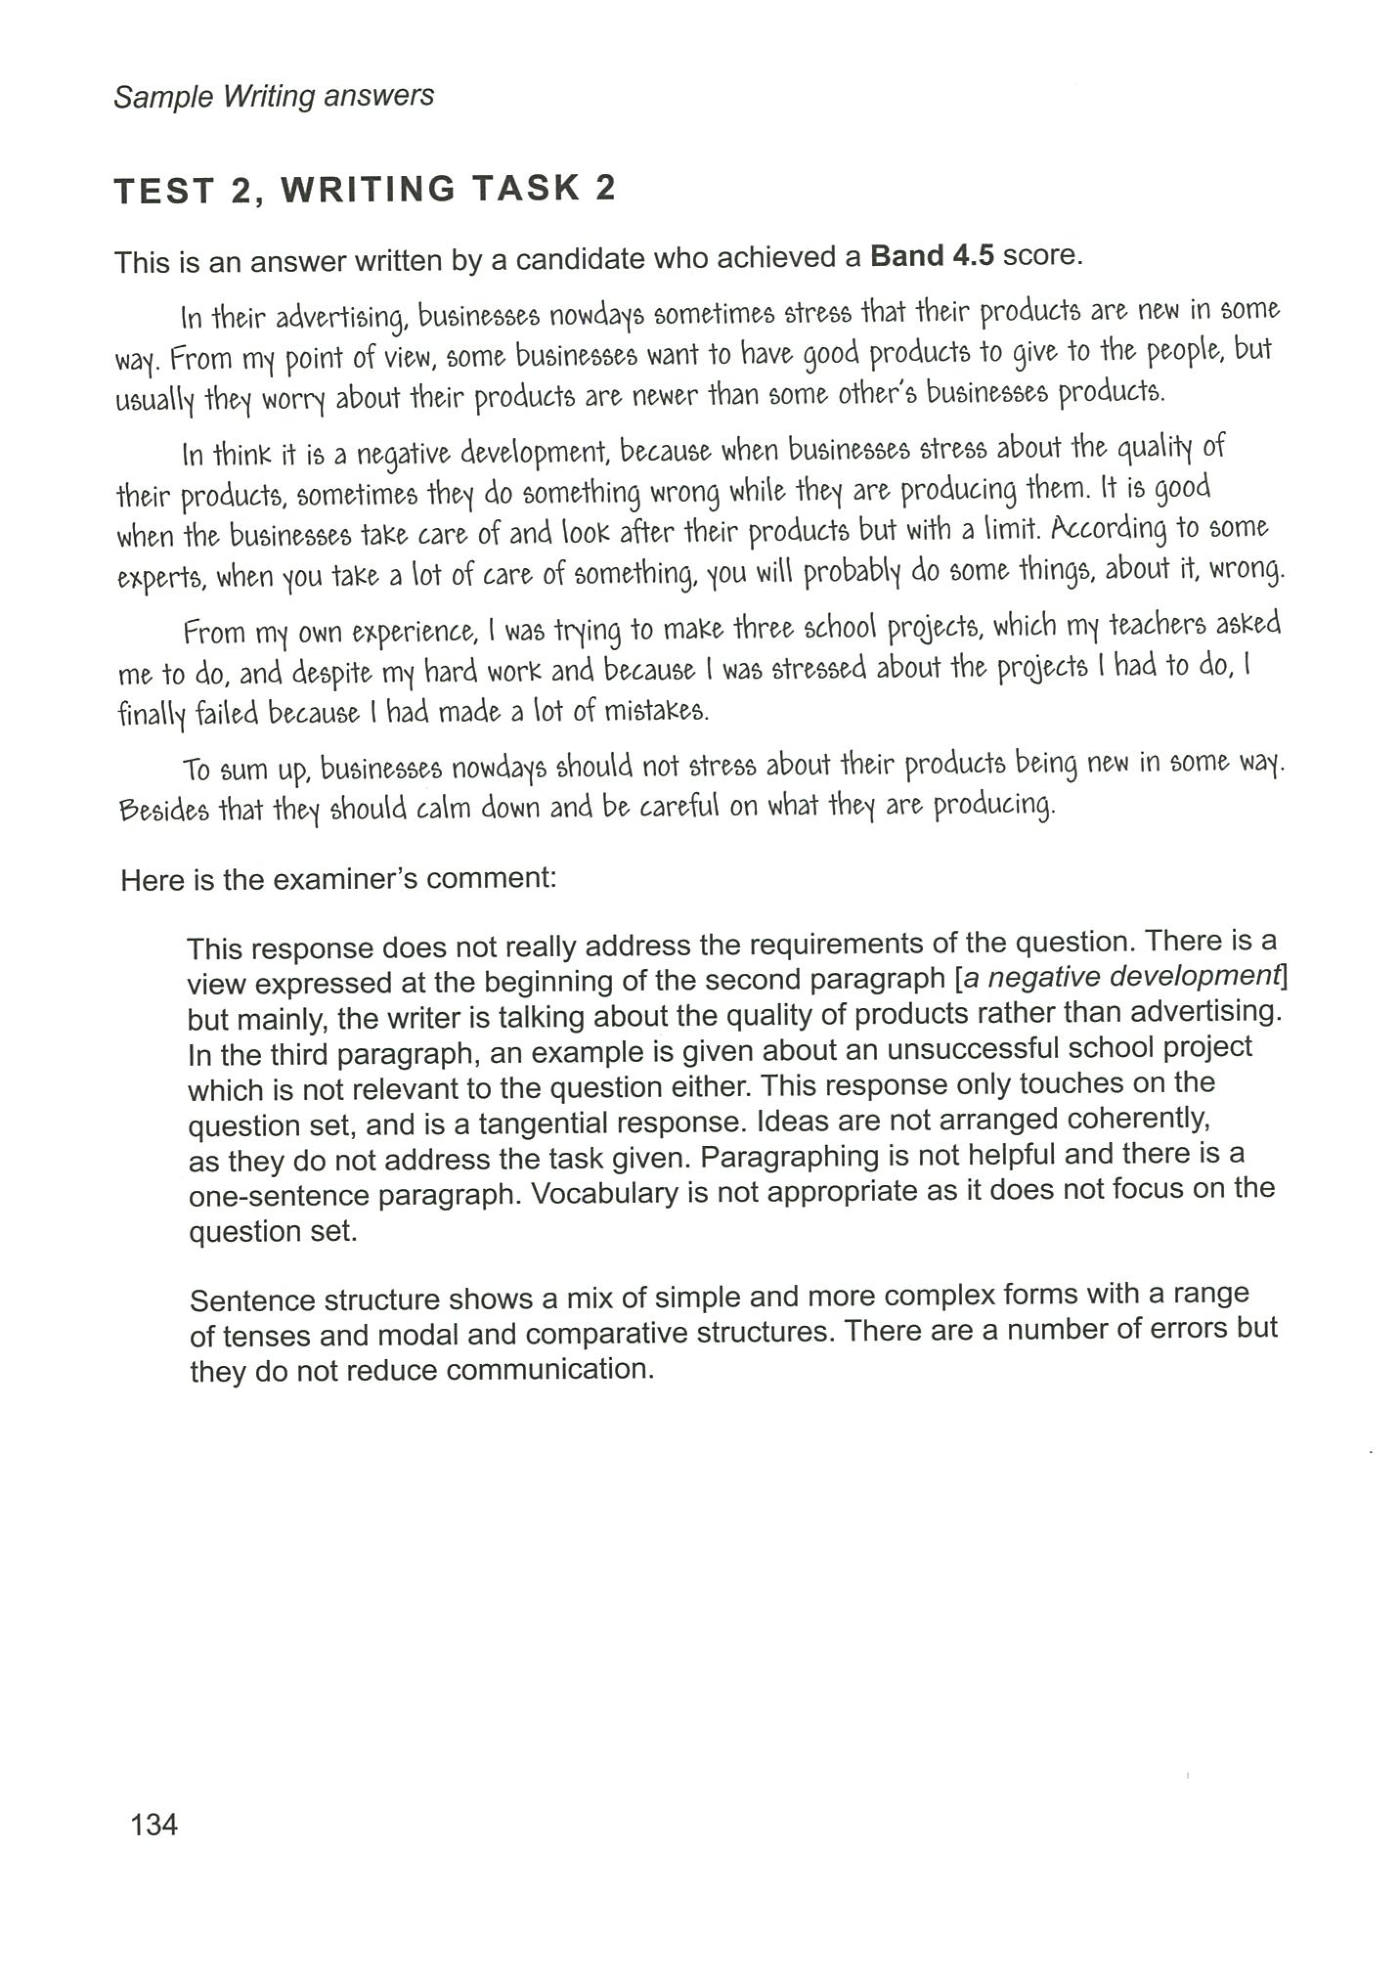 Sample Writing answers
TEST 2, WRITING TASK 2
This is an answer written by a candidate who achieved a Band 4.5 score.
In their advertising, businesses nowdays sometimes stress that their products are new in some
way. From my point of view, some businesses want to have good products to give to the people, but
usually they worry about their products are newer than some other's businesses products.
In think it is a negative development, because when businesses stress about the quality of
their products, sometimes they do something wrong while they are producing them. It is good
when the businesses take care of and look after their products but with a limit. According to some
experts, when you take a lot of care of something, you will probably do some things, about it, wrong.
From my own experience, I was trying to make three school projects, which my teachers asked
me to do, and despite my hard work and because I was stressed about the projects I had to do, I
finally failed because I had made a lot of mistakes.
To sum up, businesses nowdays should not stress about their products being new in some way.
Besides that they should calm down and be careful on what they are producing.
Here is the examiner's comment:
This response does not really address the requirements of the question. There is a
view expressed at the beginning of the second paragraph [a negative development]
but mainly, the writer is talking about the quality of products rather than advertising.
In the third paragraph, an example is given about an unsuccessful school project
which is not relevant to the question either. This response only touches on the
question set, and is a tangential response. Ideas are not arranged coherently,
as they do not address the task given. Paragraphing is not helpful and there is a
one-sentence paragraph. Vocabulary is not appropriate as it does not focus on the
question set.
Sentence structure shows a mix of simple and more complex forms with a range
of tenses and modal and comparative structures. There are a number of errors but
they do not reduce communication.
134